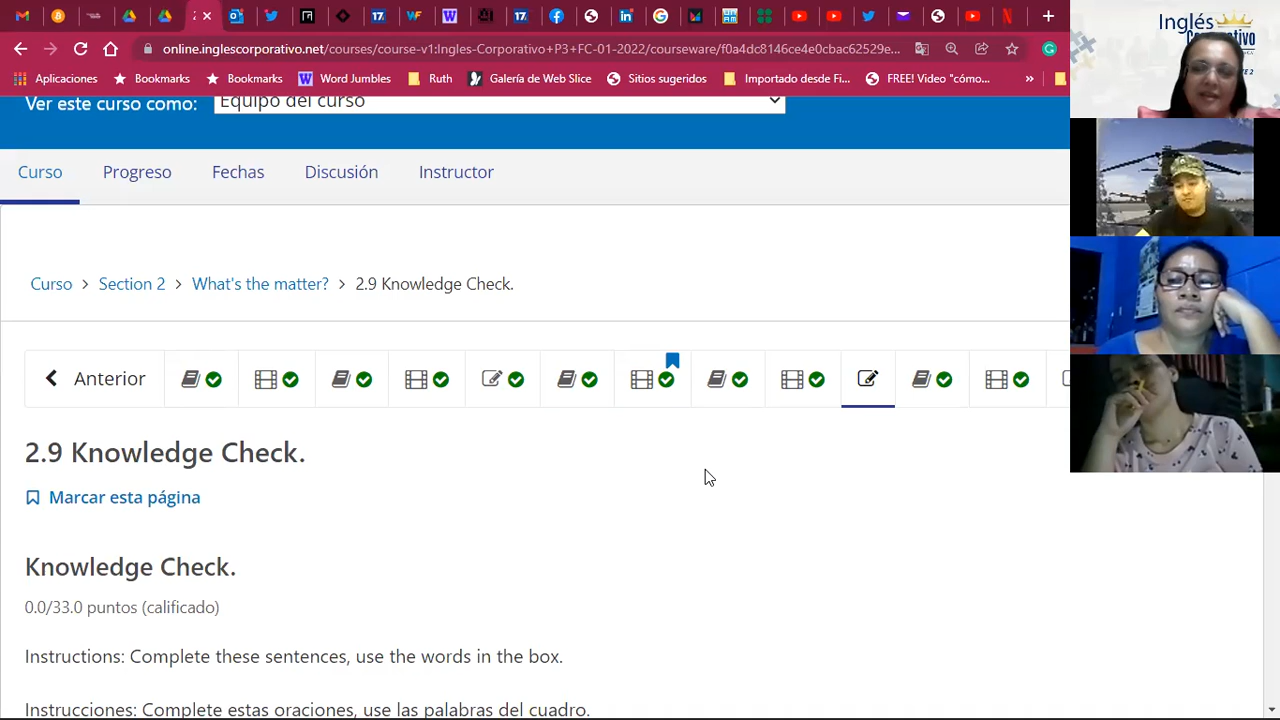 online.inglescorporativo.net/courses/course-v1:Ingles-Corporativo+P3+FC-01-2022/courseware/f0a4dc8146ce4e0cbac62529e...
Aplicaciones Bookmarks Bookmarks Word Jumbles Ruth Galería de Web Slice Sitios sugeridos Importado desde Fi... FREE! Video "cómo... »
Ver este curso como: Equipo del curso
Curso Progreso Fechas Discusión Instructor
Curso > Section 2 > What's the matter? > 2.9 Knowledge Check.
Anterior
2.9 Knowledge Check.
Marcar esta página
Knowledge Check.
0.0/33.0 puntos (calificado)
Instructions: Complete these sentences, use the words in the box.
Instrucciones: Complete estas oraciones, use las palabras del cuadro.
Inglés